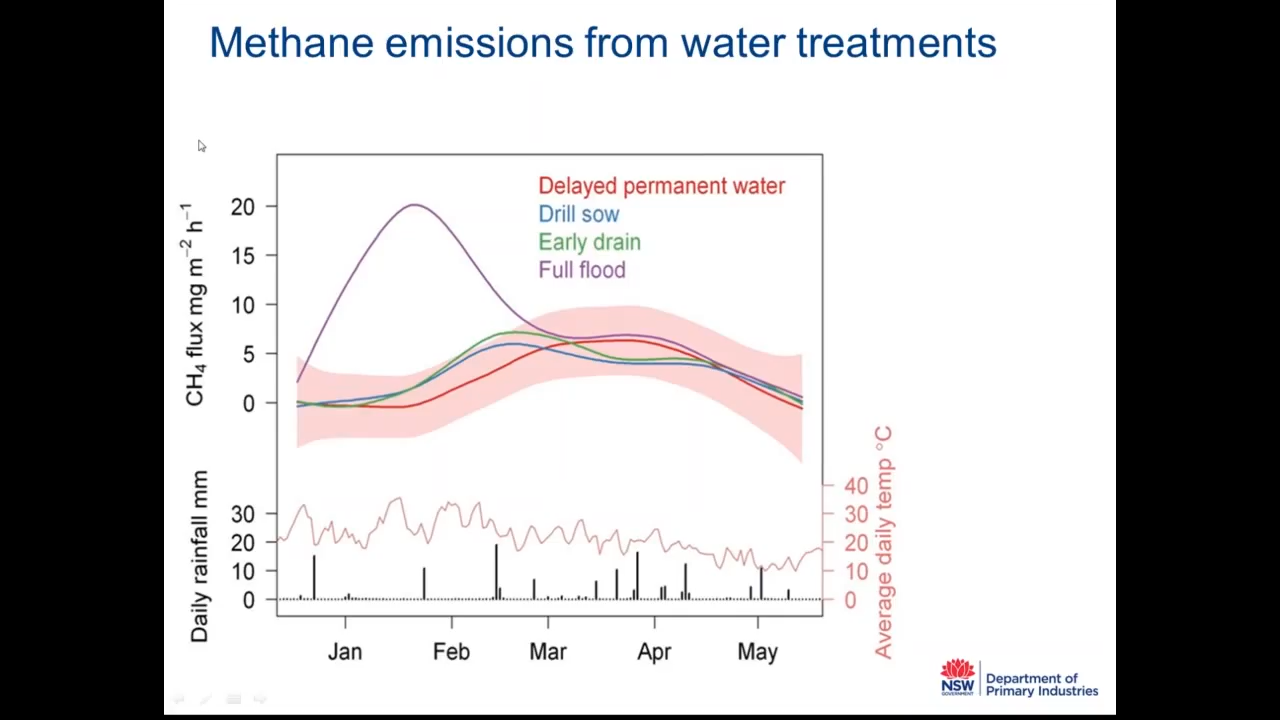 Methane emissions from water treatments
Delayed permanent water
Drill sow
Early drain
Full flood
CH₄ flux mg m⁻² h⁻¹
20
15
10
5
0
Daily rainfall mm
30
20
10
0
40
30
20
10
0
Average daily temp °C
Jan Feb Mar Apr May
NSW
GOVERNMENT
Department of
Primary Industries